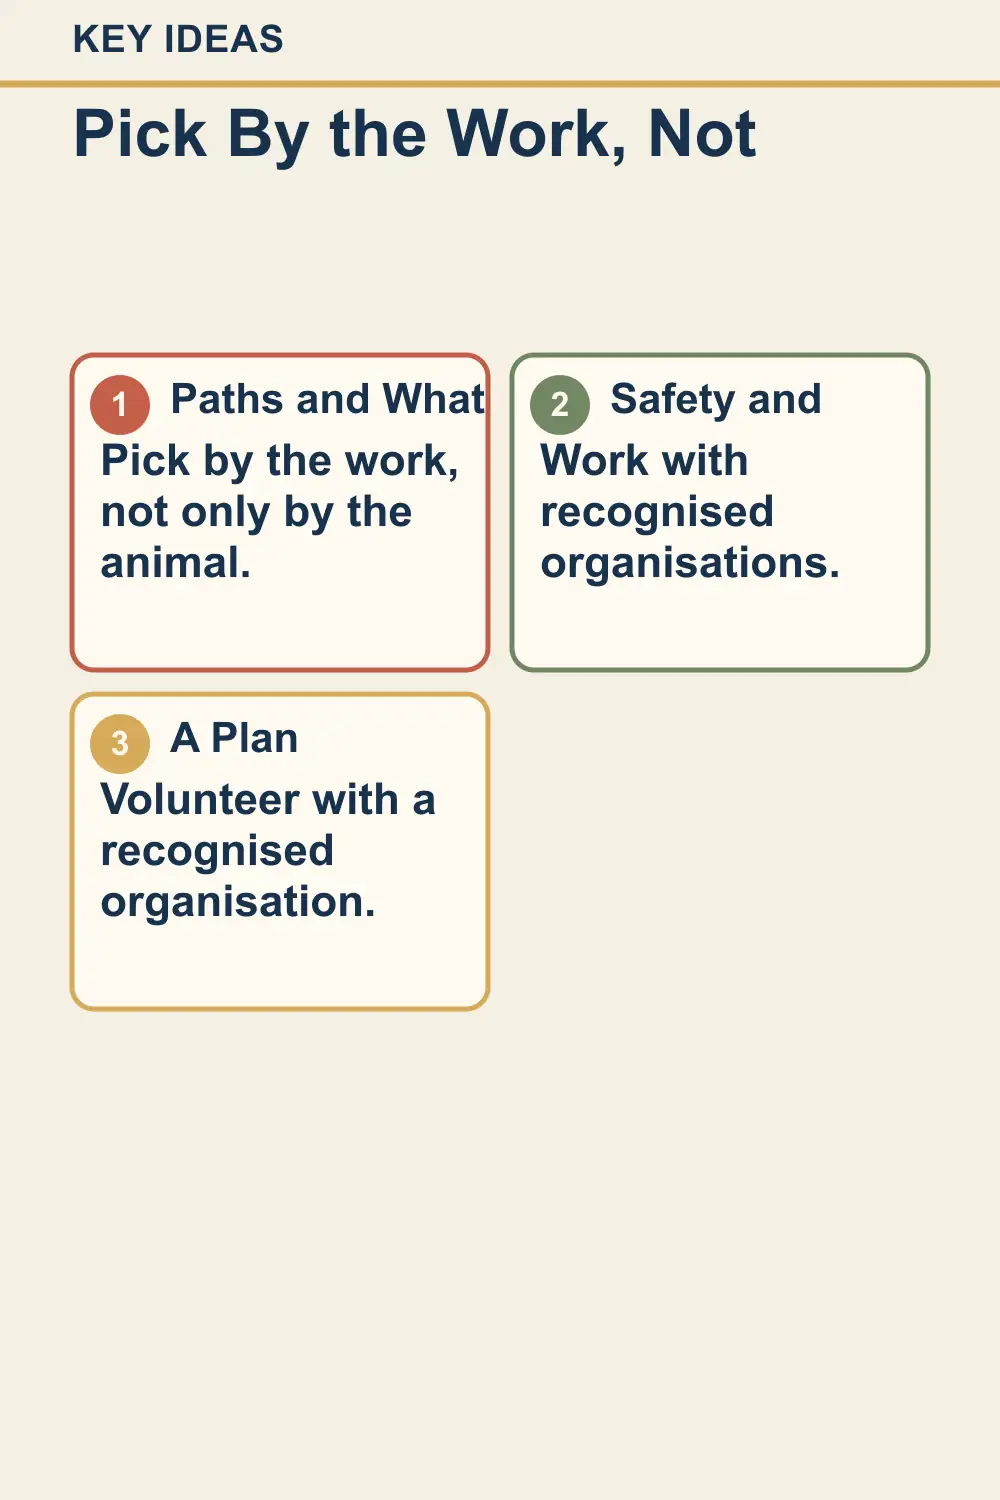 KEY IDEAS
Pick By the Work, Not
1 Paths and What
Pick by the work,
not only by the
animal.
2 Safety and
Work with
recognised
organisations.
3 A Plan
Volunteer with a
recognised
organisation.